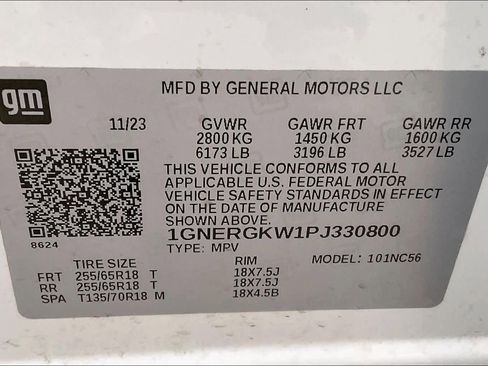 gm
MFD BY GENERAL MOTORS LLC
11/23 GVWR GAWR FRT GAWR RR
2800 KG 1450 KG 1600 KG
6173 LB 3196 LB 3527 LB
THIS VEHICLE CONFORMS TO ALL
APPLICABLE U.S. FEDERAL MOTOR
VEHICLE SAFETY STANDARDS IN EFFECT
ON THE DATE OF MANUFACTURE SHOWN ABOVE.
1GNERGKW1PJ330800
8624 TYPE: MPV MODEL: 101NC56
TIRE SIZE RIM
FRT 255/65R18 T 18X7.5J
RR 255/65R18 T 18X7.5J
SPA T135/70R18 M 18X4.5B